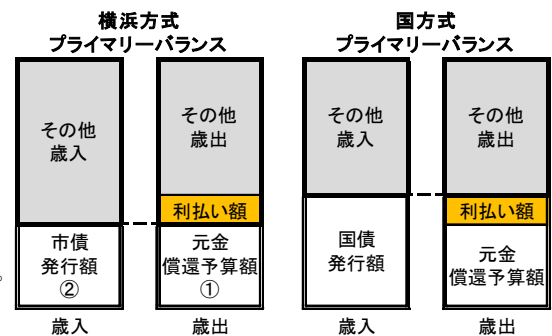 横浜方式
プライマリーバランス
その他
歳入
市債
発行額
②
歳入
その他
歳出
利払い額
元金
償還予算額
①
歳出
国方式
プライマリーバランス
その他
歳入
国債
発行額
歳入
その他
歳出
利払い額
元金
償還予算額
歳出
。